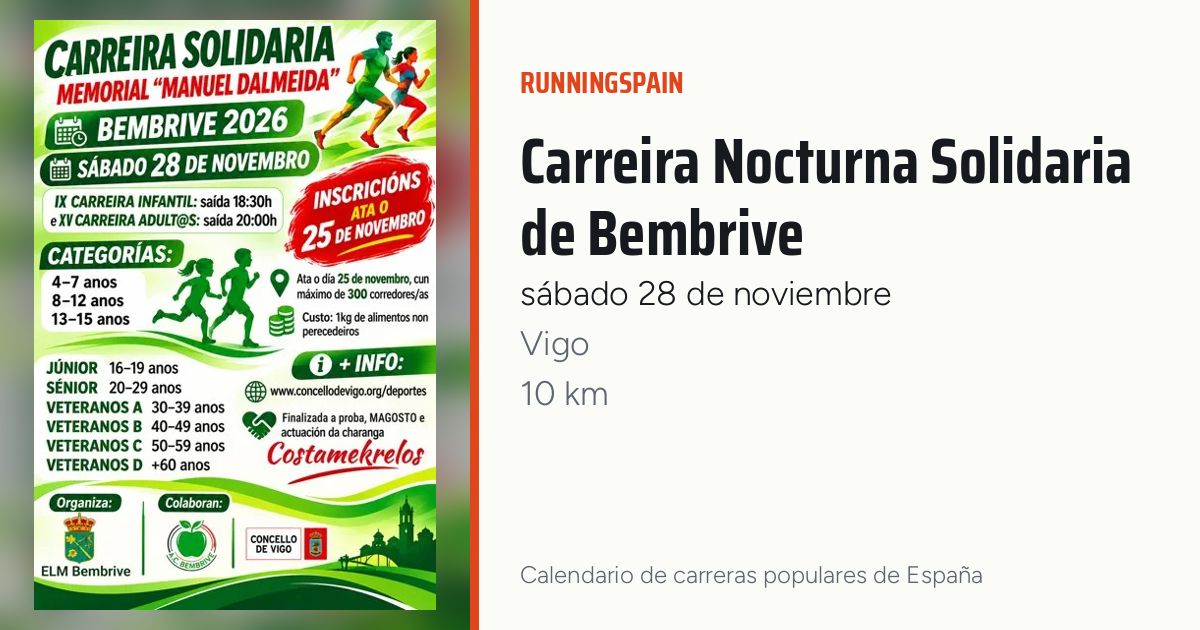 CARREIRA SOLIDARIA
MEMORIAL “MANUEL DALMEIDA”
BEMBRIVE 2026
SÁBADO 28 DE NOVEMBRO
IX CARREIRA INFANTIL: saída 18:30h
e XV CARREIRA ADULT@S: saída 20:00h
INSCRICIÓNS
ATA O
25 DE NOVEMBRO
CATEGORÍAS:
4–7 anos
8–12 anos
13–15 anos
Ata o día 25 de novembro, cun
máximo de 300 corredores/as
Custo: 1kg de alimentos non
perecedeiros
JÚNIOR 16–19 anos
SÉNIOR 20–29 anos
VETERANOS A 30–39 anos
VETERANOS B 40–49 anos
VETERANOS C 50–59 anos
VETERANOS D +60 anos
+ INFO:
www.concellodevigo.org/deportes
Finalizada a proba, MAGOSTO e
actuación da charanga
Costamekrelos
Organiza:
ELM Bembrive
Colaboran:
A.C. BEMBRIVE
CONCELLO
DE VIGO
RUNNINGSPAIN
Carreira Nocturna Solidaria
de Bembrive
sábado 28 de noviembre
Vigo
10 km
Calendario de carreras populares de España